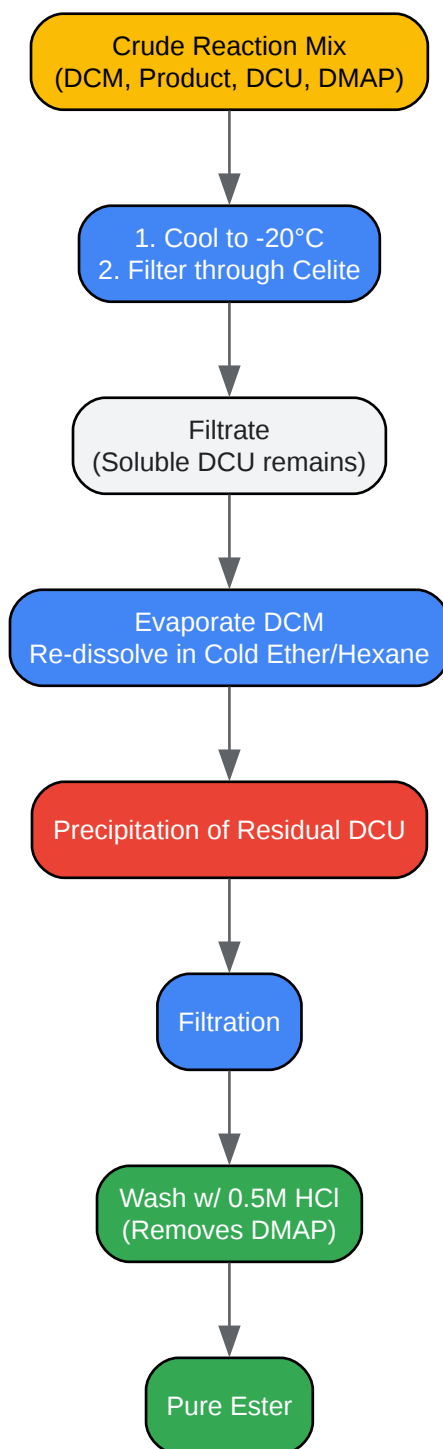 Crude Reaction Mix
(DCM, Product, DCU, DMAP)
1. Cool to -20°C
2. Filter through Celite
Filtrate
(Soluble DCU remains)
Evaporate DCM
Re-dissolve in Cold Ether/Hexane
Precipitation of Residual DCU
Filtration
Wash w/ 0.5M HCl
(Removes DMAP)
Pure Ester